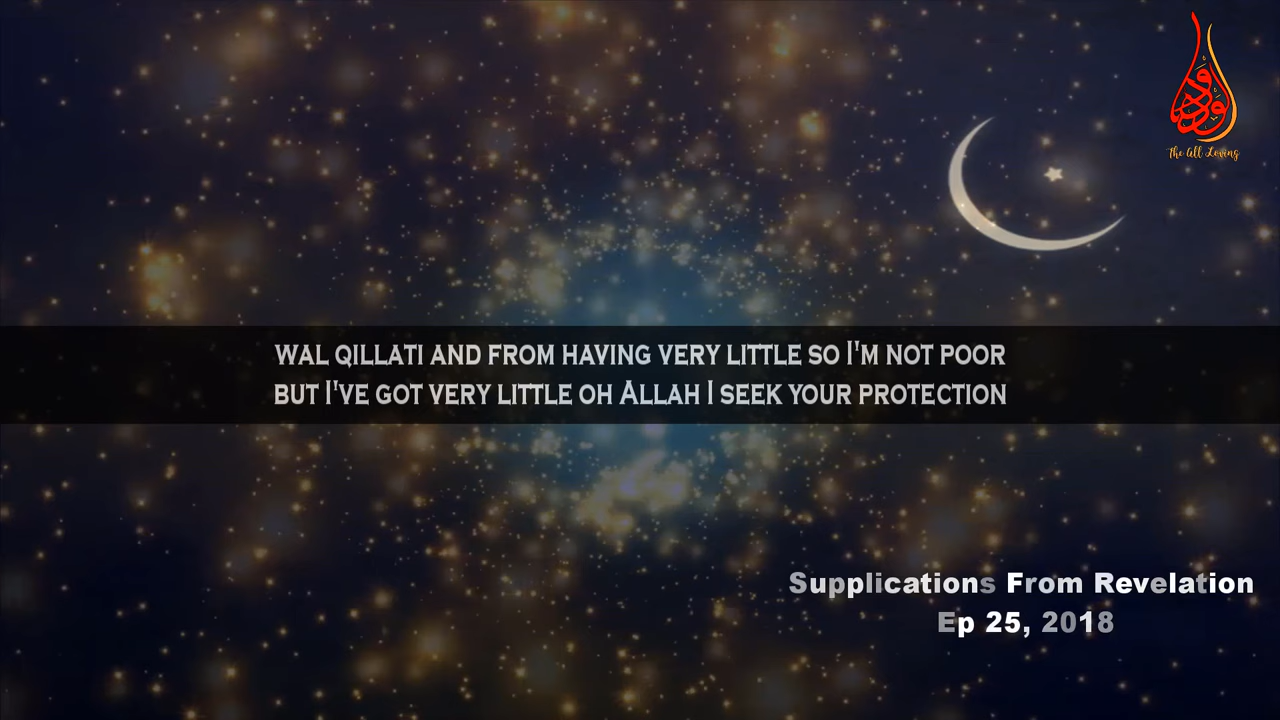 الودود
The All Loving
WAL QILLATI AND FROM HAVING VERY LITTLE SO I'M NOT POOR
BUT I'VE GOT VERY LITTLE OH ALLAH I SEEK YOUR PROTECTION
Supplications From Revelation
Ep 25, 2018